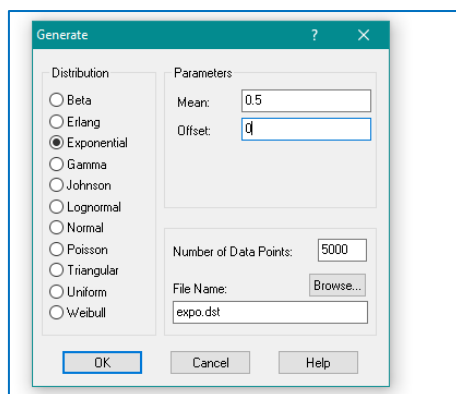 Generate ? ×
Distribution
Beta
Erlang
Exponential
Gamma
Johnson
Lognormal
Normal
Poisson
Triangular
Uniform
Weibull
Parameters
Mean: 0.5
Offset: 0
Number of Data Points: 5000
File Name: Browse...
expo.dst
OK Cancel Help